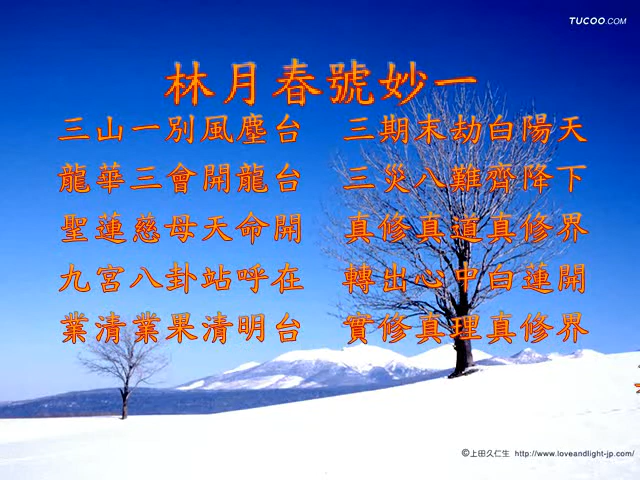 TUCOO.COM
林月春號妙一
三山一別風塵台 三期末劫白陽天
龍華三會開龍台 三災八難齊降下
聖蓮慈母天命開 真修真道真修界
九宮八卦站呼在 轉出心中白蓮開
業清業果清明台 實修真理真修界
©上田久仁生 http://www.loveandlight-jp.com/